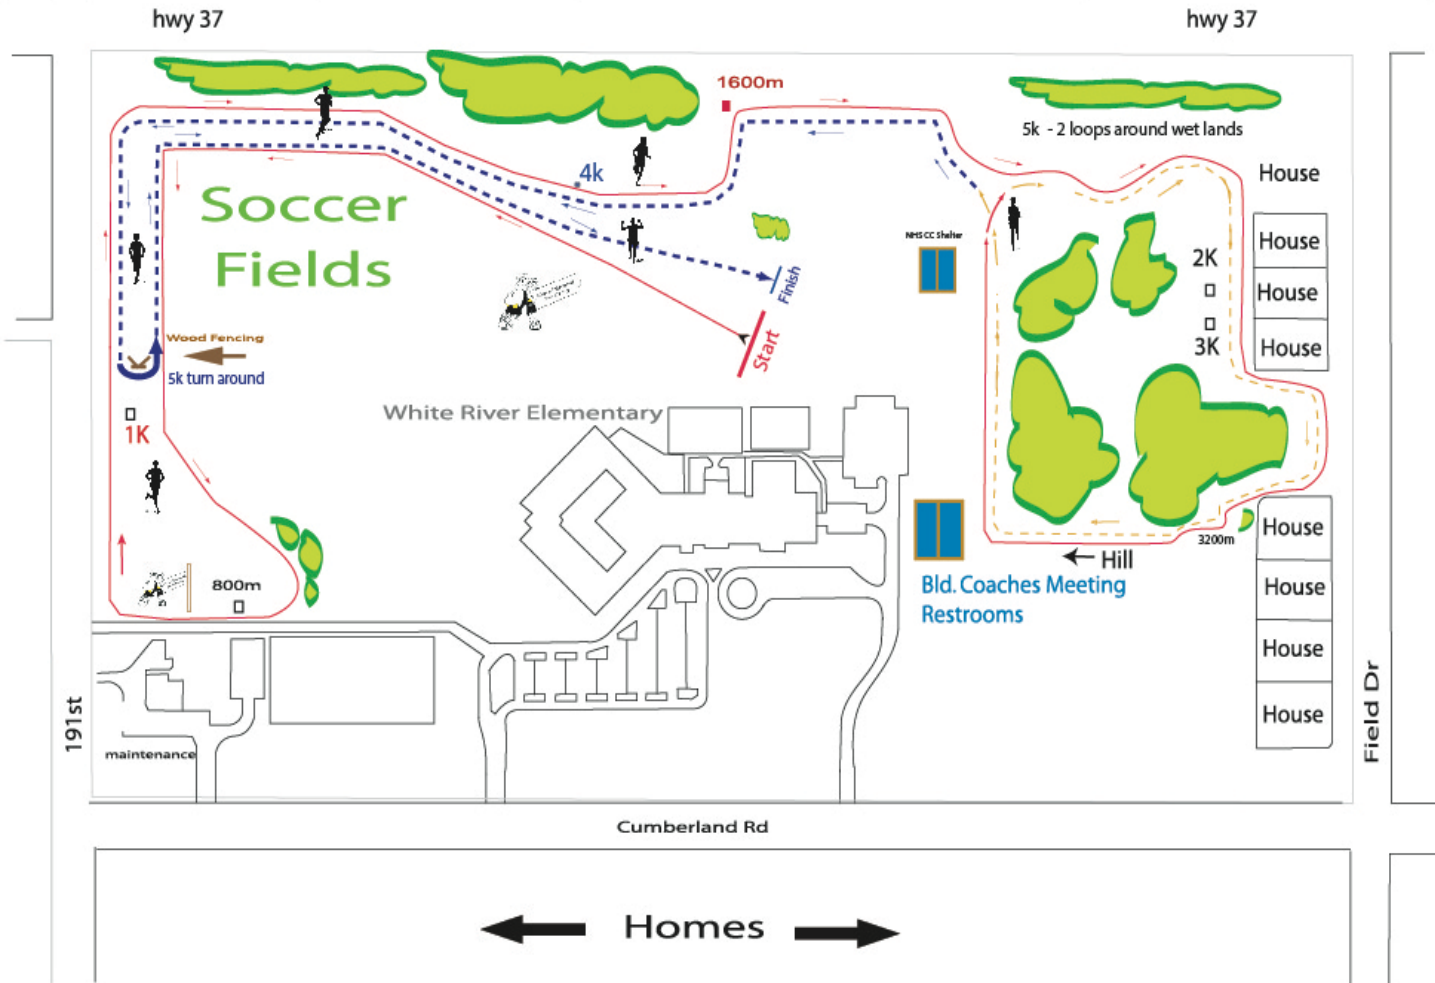 hwy 37
hwy 37
1600m
5k - 2 loops around wet lands
4k
House
Soccer
Fields
NHS CC Shelter
House
2K
House
Finish
Wood Fencing
Start
3K
House
5k turn around
White River Elementary
1K
House
3200m
Hill
800m
Bld. Coaches Meeting
Restrooms
House
House
House
191st
Field Dr
maintenance
Cumberland Rd
Homes